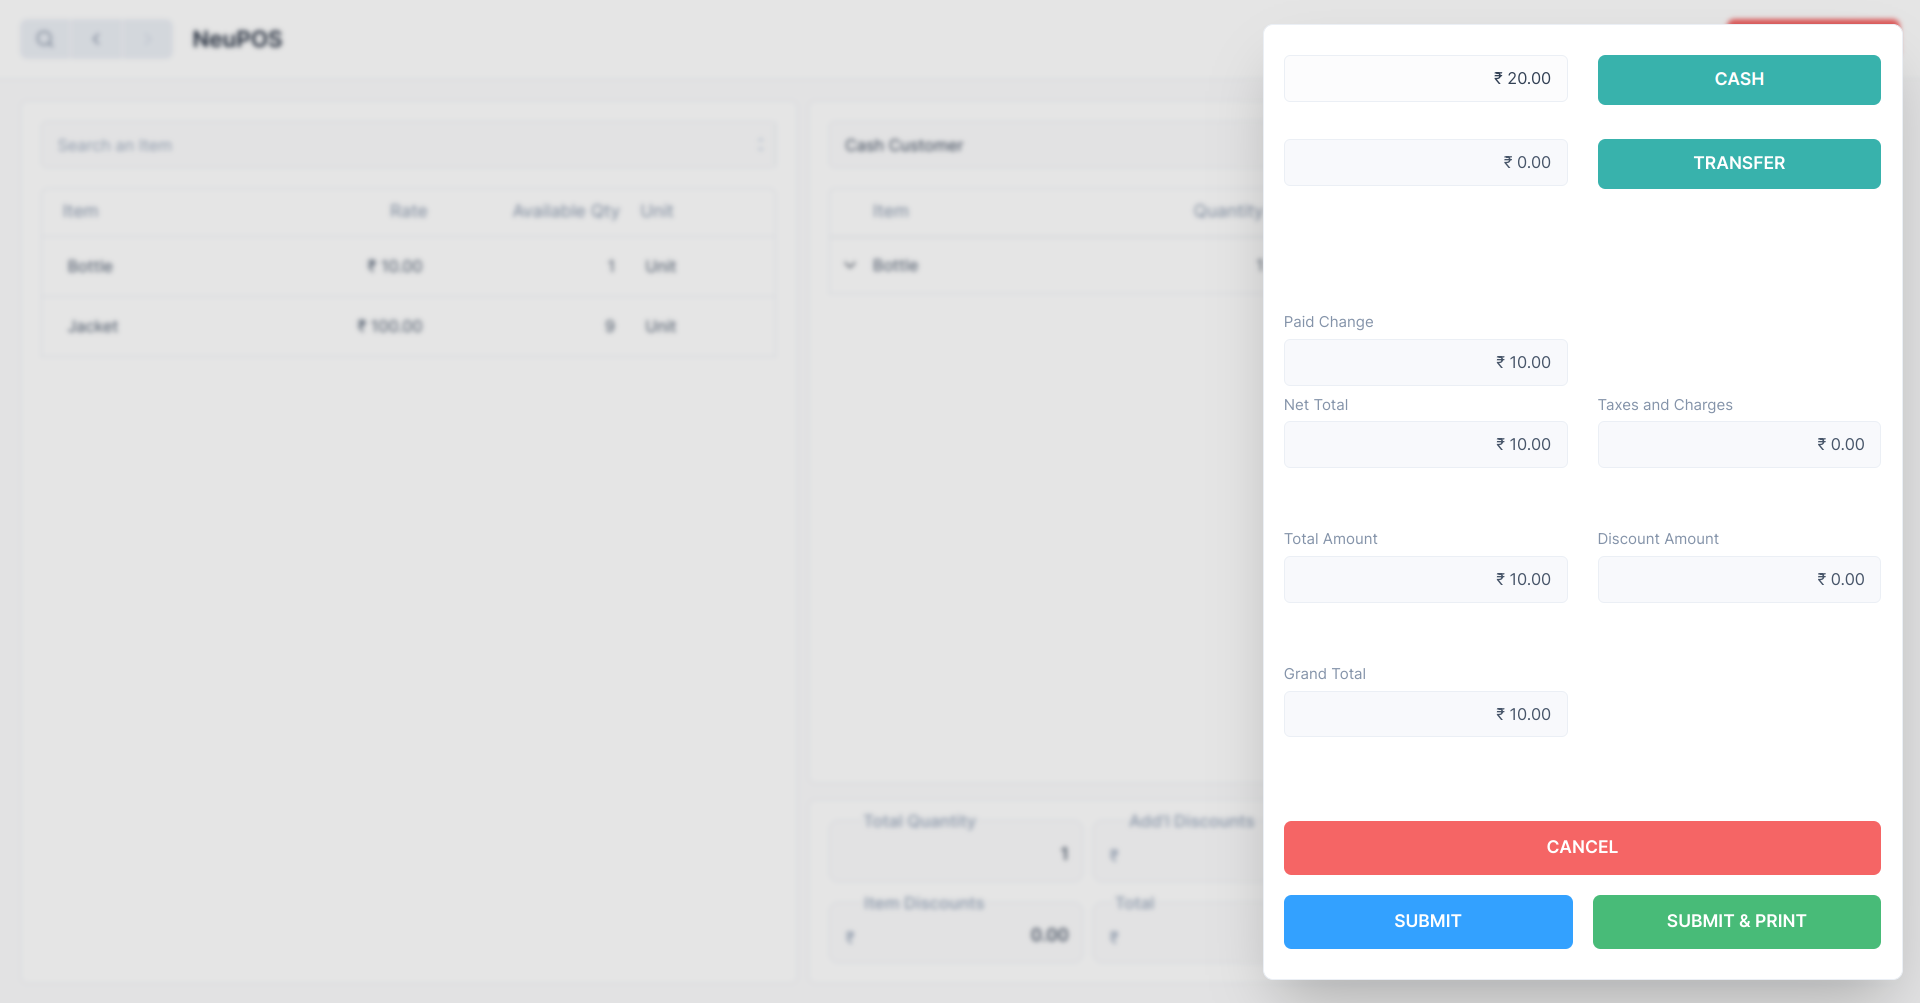 NeuPOS
Search an Item
Item Rate Available Qty Unit
Bottle ₹ 10.00 1 Unit
Jacket ₹ 100.00 9 Unit
Cash Customer
Item Quantity
Bottle 1
Total Quantity
1
Add'l Discounts
₹
Item Discounts
₹ 0.00
Total
₹
₹ 20.00
CASH
₹ 0.00
TRANSFER
Paid Change
₹ 10.00
Net Total
₹ 10.00
Taxes and Charges
₹ 0.00
Total Amount
₹ 10.00
Discount Amount
₹ 0.00
Grand Total
₹ 10.00
CANCEL
SUBMIT
SUBMIT & PRINT